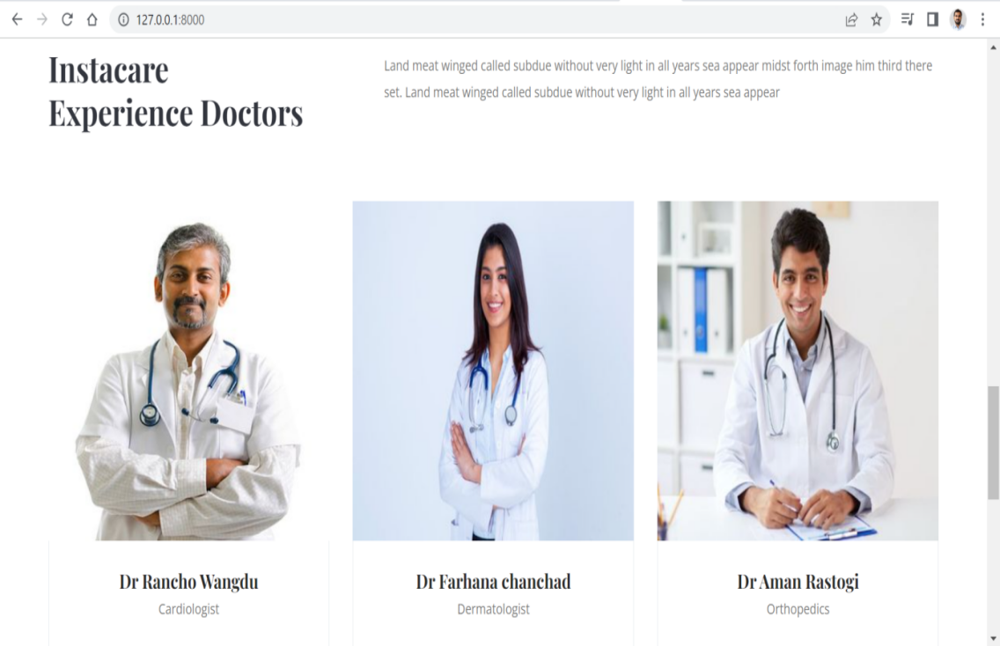 127.0.0.1:8000
Instacare
Experience Doctors
Land meat winged called subdue without very light in all years sea appear midst forth image him third there
set. Land meat winged called subdue without very light in all years sea appear
Dr Rancho Wangdu
Cardiologist
Dr Farhana chanchad
Dermatologist
Dr Aman Rastogi
Orthopedics